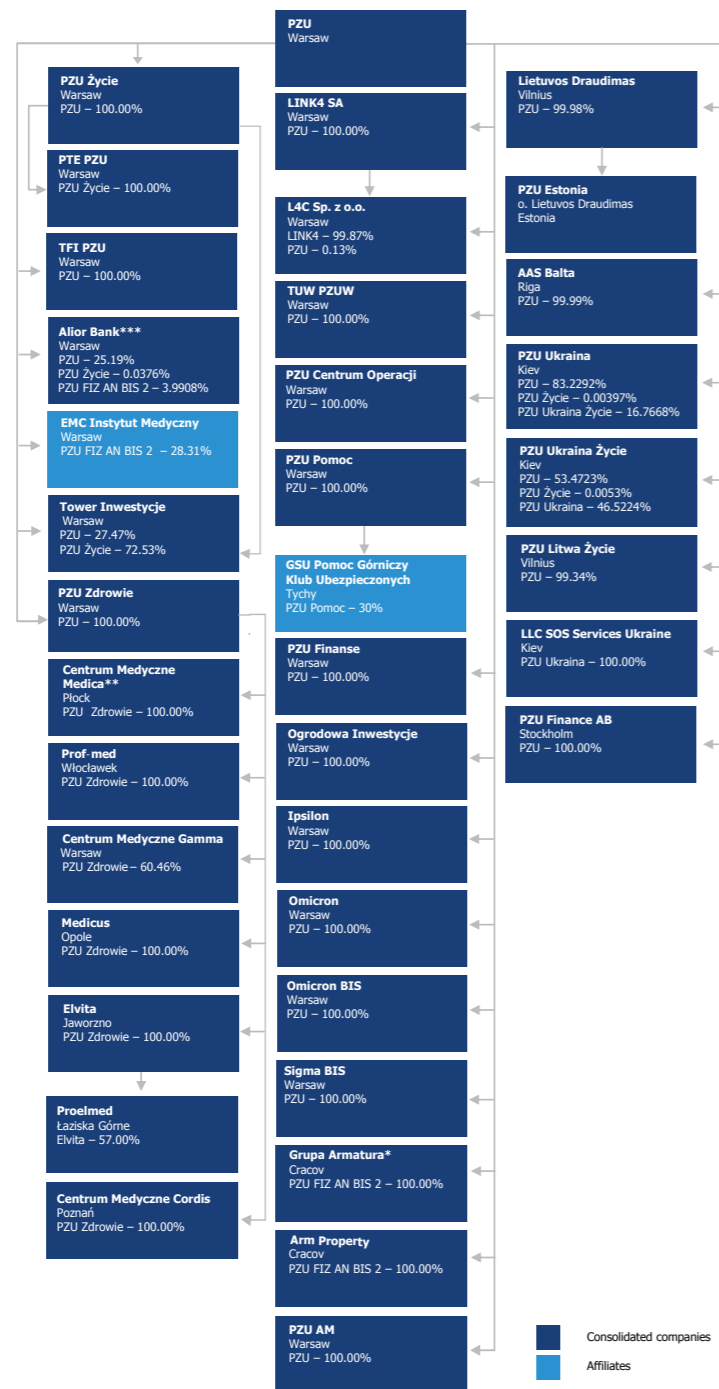 PZU
Warsaw
PZU Życie
Warsaw
PZU – 100.00%
PTE PZU
Warsaw
PZU Życie – 100.00%
TFI PZU
Warsaw
PZU – 100.00%
Alior Bank***
Warsaw
PZU – 25.19%
PZU Życie – 0.0376%
PZU FIZ AN BIS 2 – 3.9908%
EMC Instytut Medyczny
Warsaw
PZU FIZ AN BIS 2 – 28.31%
Tower Inwestycje
Warsaw
PZU – 27.47%
PZU Życie – 72.53%
PZU Zdrowie
Warsaw
PZU – 100.00%
Centrum Medyczne
Medica**
Płock
PZU Zdrowie – 100.00%
Prof-med
Włocławek
PZU Zdrowie – 100.00%
Centrum Medyczne Gamma
Warsaw
PZU Zdrowie – 60.46%
Medicus
Opole
PZU Zdrowie – 100.00%
Elvita
Jaworzno
PZU Zdrowie – 100.00%
Proelmed
Łaziska Górne
Elvita – 57.00%
Centrum Medyczne Cordis
Poznań
PZU Zdrowie – 100.00%
LINK4 SA
Warsaw
PZU – 100.00%
L4C Sp. z o.o.
Warsaw
LINK4 – 99.87%
PZU – 0.13%
TUW PZUW
Warsaw
PZU – 100.00%
PZU Centrum Operacji
Warsaw
PZU – 100.00%
PZU Pomoc
Warsaw
PZU – 100.00%
GSU Pomoc Górniczy
Klub Ubezpieczonych
Tychy
PZU Pomoc – 30%
PZU Finanse
Warsaw
PZU – 100.00%
Ogrodowa Inwestycje
Warsaw
PZU – 100.00%
Ipsilon
Warsaw
PZU – 100.00%
Omicron
Warsaw
PZU – 100.00%
Omicron BIS
Warsaw
PZU – 100.00%
Sigma BIS
Warsaw
PZU – 100.00%
Grupa Armatura*
Cracov
PZU FIZ AN BIS 2 – 100.00%
Arm Property
Cracov
PZU FIZ AN BIS 2 – 100.00%
PZU AM
Warsaw
PZU – 100.00%
Lietuvos Draudimas
Vilnius
PZU – 99.98%
PZU Estonia
o. Lietuvos Draudimas
Estonia
AAS Balta
Riga
PZU – 99.99%
PZU Ukraina
Kiev
PZU – 83.2292%
PZU Życie – 0.00397%
PZU Ukraina Życie – 16.7668%
PZU Ukraina Życie
Kiev
PZU – 53.4723%
PZU Życie – 0.0053%
PZU Ukraina – 46.5224%
PZU Litwa Życie
Vilnius
PZU – 99.34%
LLC SOS Services Ukraine
Kiev
PZU Ukraina – 100.00%
PZU Finance AB
Stockholm
PZU – 100.00%
Consolidated companies
Affiliates